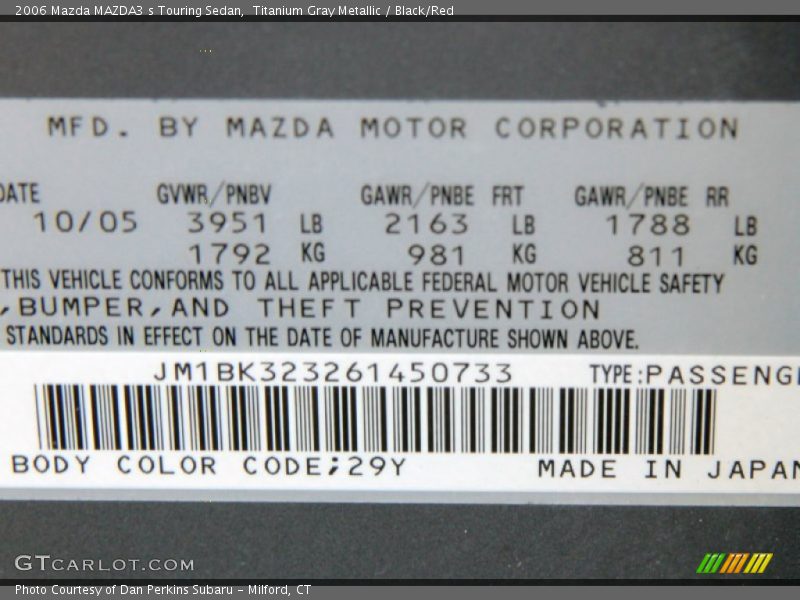 2006 Mazda MAZDA3 s Touring Sedan,  Titanium Gray Metallic / Black/Red
MFD. BY MAZDA MOTOR CORPORATION
DATE GVWR/PNBV GAWR/PNBE FRT GAWR/PNBE RR
10/05 3951 LB 2163 LB 1788 LB
1792 KG 981 KG 811 KG
THIS VEHICLE CONFORMS TO ALL APPLICABLE FEDERAL MOTOR VEHICLE SAFETY
,BUMPER,AND THEFT PREVENTION
STANDARDS IN EFFECT ON THE DATE OF MANUFACTURE SHOWN ABOVE.
JM1BK323261450733 TYPE:PASSENGE
BODY COLOR CODE;29Y MADE IN JAPAN
GTCARLOT.COM
Photo Courtesy of Dan Perkins Subaru - Milford, CT